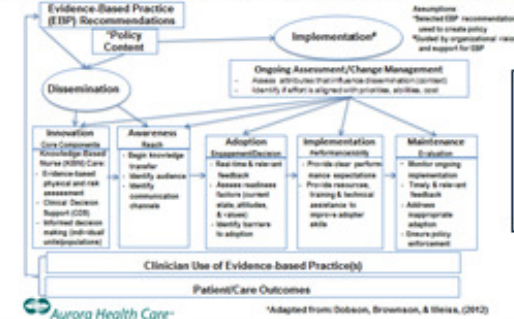 Evidence-Based Practice
(EBP) Recommendations
*Policy
Content
Implementation#
Assumptions
*Selected EBP recommendations
used to create policy
#Guided by organizational
and support for EBP
Dissemination
Ongoing Assessment/Change Management
- Assess attributes that influence dissemination (context)
- Identify if effort is aligned with priorities, abilities, cost
Innovation
Core Components
Knowledge-Based
Nurse (KBN) Care:
- Evidence-based
physical and risk
assessment
- Clinical Decision
Support (CDS)
- Informed decision
making (individual
units/populations)
Awareness
Reach
- Begin knowledge
transfer
- Identify audience
- Identify
communication
channels
Adoption
Engagement/Decision
- Real-time & relevant
feedback
- Assess readiness
factors (current
state, attitudes,
& values)
- Identify barriers
to adoption
Implementation
- Provide clear perform
mance expectations
- Provide resources,
training & technical
assistance to
improve adopter
skills
Maintenance
Evaluation
- Monitor ongoing
implementation
- Timely & relevant
feedback
- Address
inappropriate
adoption
- Ensure policy
enforcement
Clinician Use of Evidence-based Practice(s)
Patient/Care Outcomes
Aurora Health Care
*Adapted from: Dobson, Brownson, & Weiss, (2012)